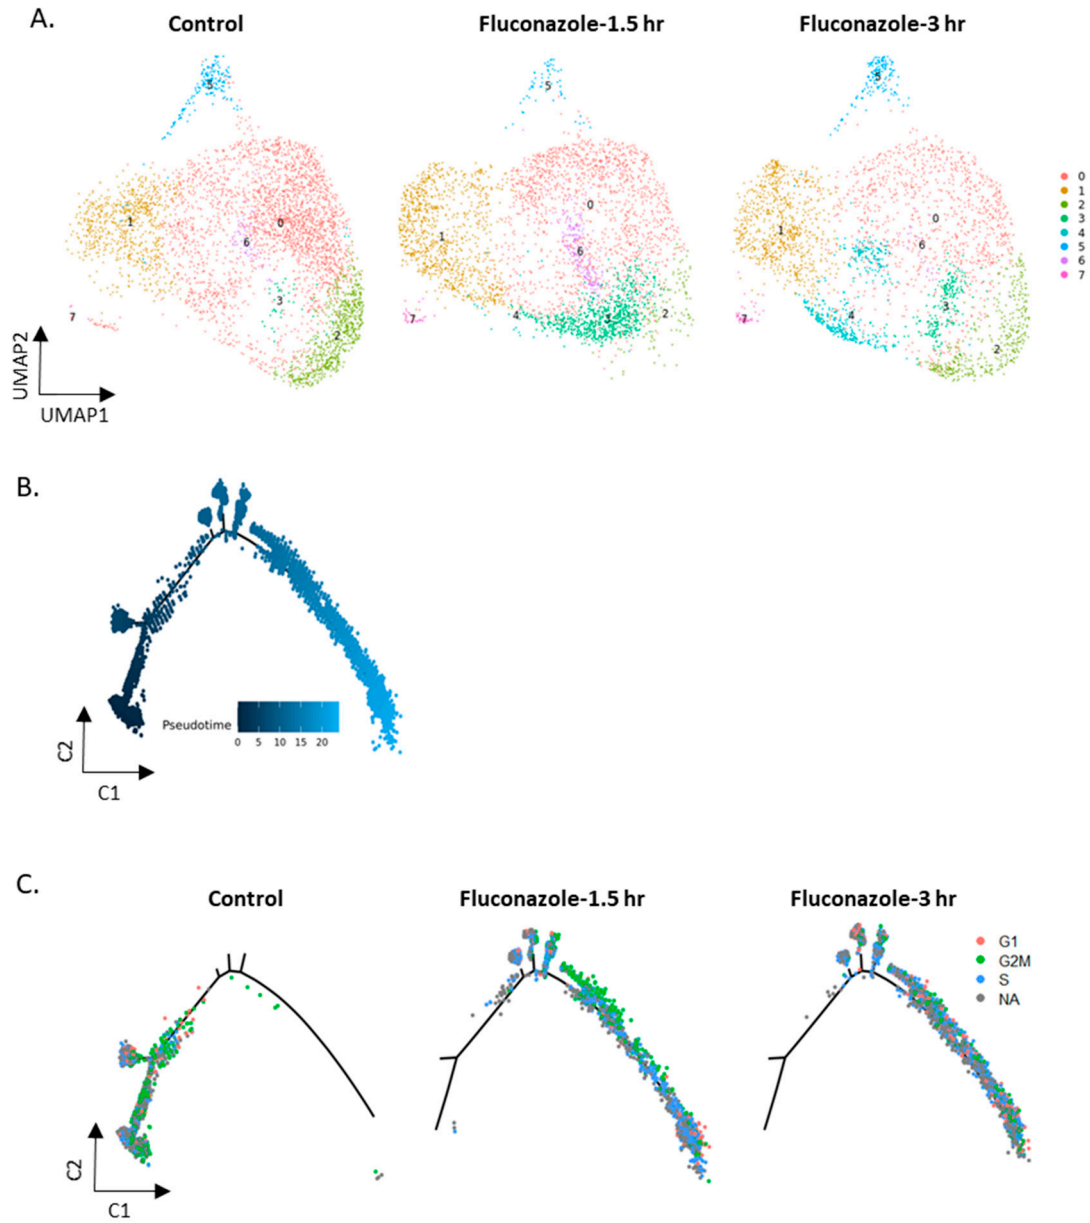 A.
Control
Fluconazole-1.5 hr
Fluconazole-3 hr
5
1
0
6
3
2
7
5
0
1
6
4
3
2
7
5
0
1
6
3
4
2
7
0
1
2
3
4
5
6
7
UMAP2
UMAP1
B.
Pseudotime
0 5 10 15 20
C2
C1
C.
Control
Fluconazole-1.5 hr
Fluconazole-3 hr
G1
G2M
S
NA
C2
C1